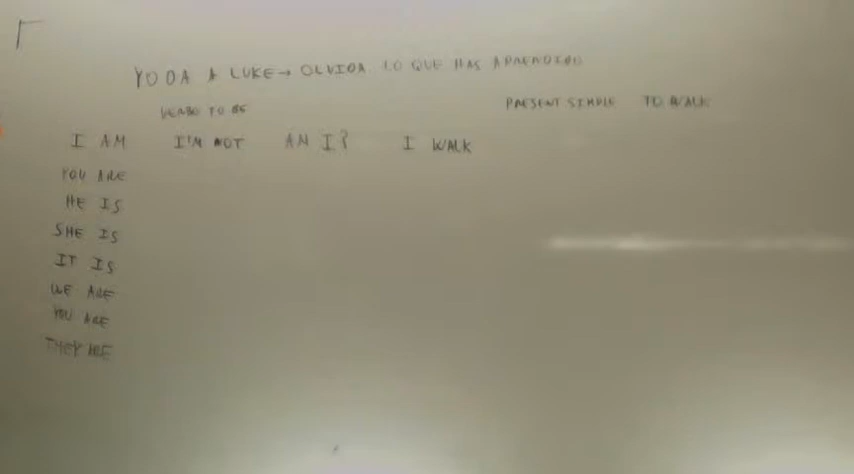 YODA A LUKE → OLVIDA LO QUE HAS APRENDIDO
VERBO TO BE PRESENT SIMPLE TO WALK
I AM I'M NOT AM I? I WALK
YOU ARE
HE IS
SHE IS
IT IS
WE ARE
YOU ARE
THEY ARE